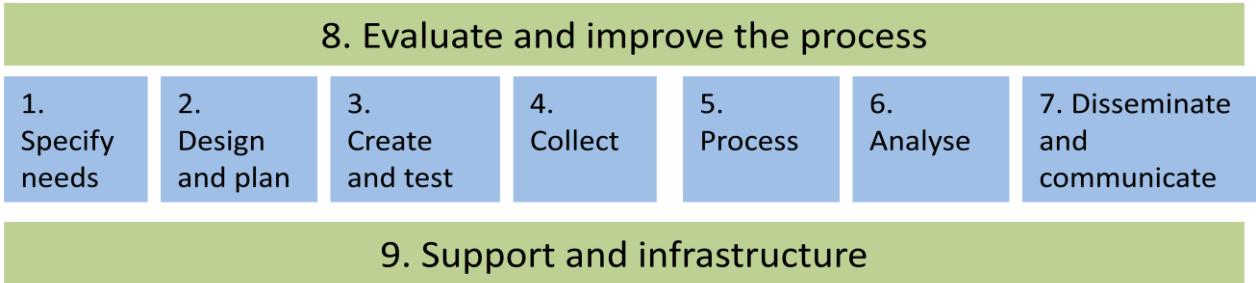 8. Evaluate and improve the process
1.
Specify
needs
2.
Design
and plan
3.
Create
and test
4.
Collect
5.
Process
6.
Analyse
7. Disseminate
and
communicate
9. Support and infrastructure